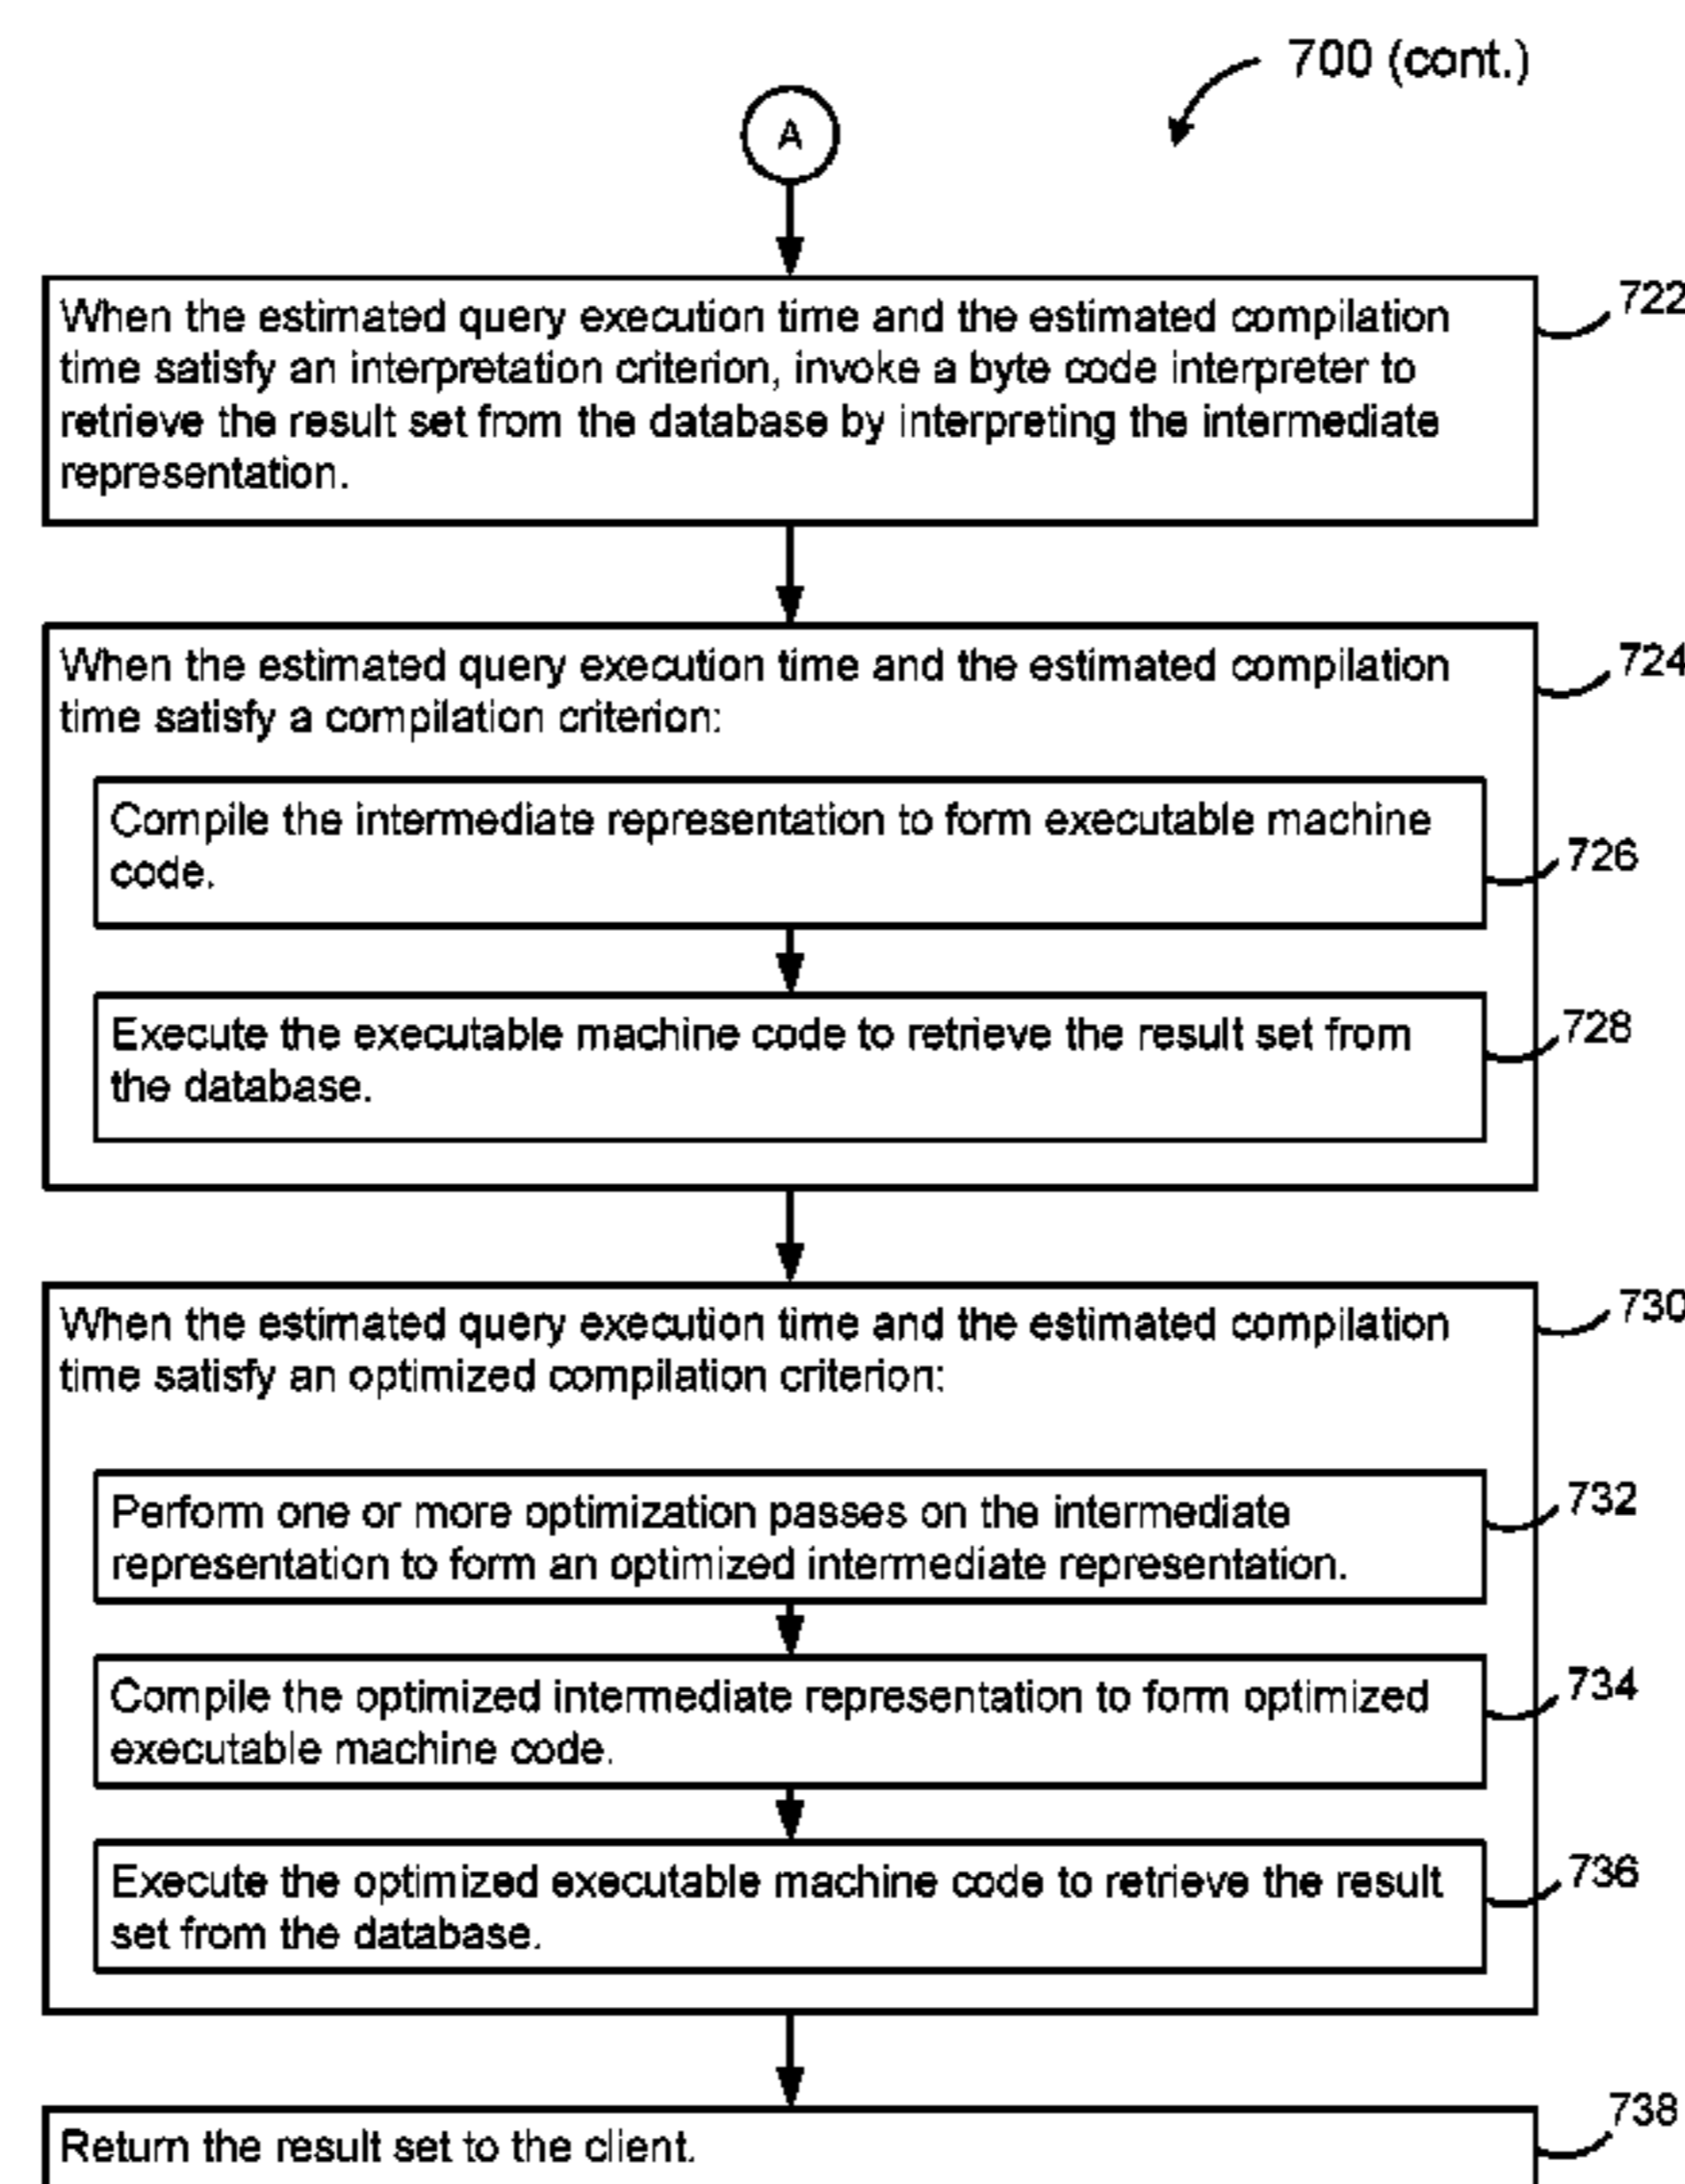 700 (cont.)
A
When the estimated query execution time and the estimated compilation
time satisfy an interpretation criterion, invoke a byte code interpreter to
retrieve the result set from the database by interpreting the intermediate
representation.
722
When the estimated query execution time and the estimated compilation
time satisfy a compilation criterion:
724
Compile the intermediate representation to form executable machine
code.
726
Execute the executable machine code to retrieve the result set from
the database.
728
When the estimated query execution time and the estimated compilation
time satisfy an optimized compilation criterion:
730
Perform one or more optimization passes on the intermediate
representation to form an optimized intermediate representation.
732
Compile the optimized intermediate representation to form optimized
executable machine code.
734
Execute the optimized executable machine code to retrieve the result
set from the database.
736
Return the result set to the client.
738